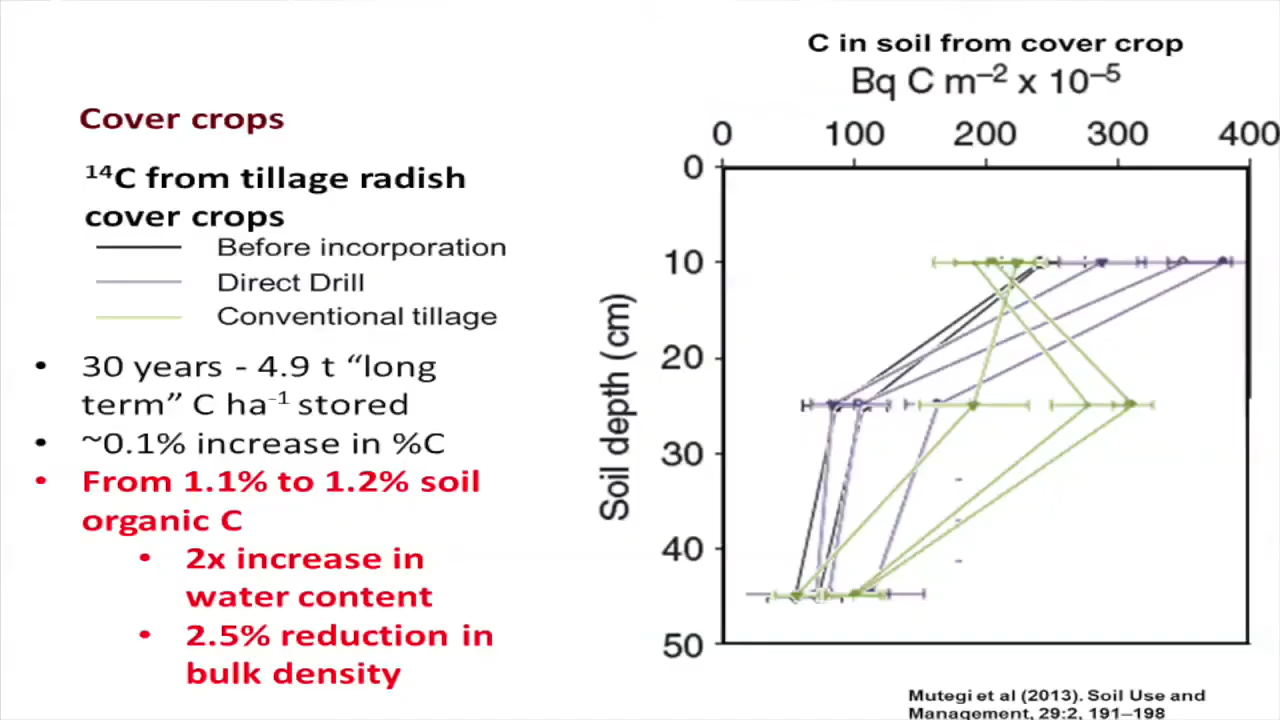 Cover crops
¹⁴C from tillage radish
cover crops
Before incorporation
Direct Drill
Conventional tillage
• 30 years - 4.9 t “long
term” C ha⁻¹ stored
• ~0.1% increase in %C
• From 1.1% to 1.2% soil
organic C
• 2x increase in
water content
• 2.5% reduction in
bulk density
C in soil from cover crop
Bq C m⁻² x 10⁻⁵
0 100 200 300 400
0
10
20
30
40
50
Soil depth (cm)
Mutegi et al (2013). Soil Use and
Management, 29:2, 191–198